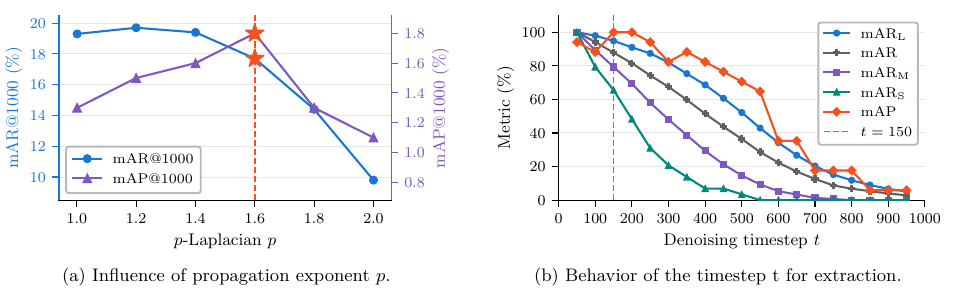 mAR@1000 (%)
20
18
16
14
12
10
mAR@1000
mAP@1000
1.8
1.6
1.4
1.2
1.0
0.8
mAP@1000 (%)
1.0 1.2 1.4 1.6 1.8 2.0
p-Laplacian p
(a) Influence of propagation exponent p.
Metric (%)
100
80
60
40
20
0
mAR_L
mAR
mAR_M
mAR_S
mAP
t = 150
0 100 200 300 400 500 600 700 800 900 1000
Denoising timestep t
(b) Behavior of the timestep t for extraction.